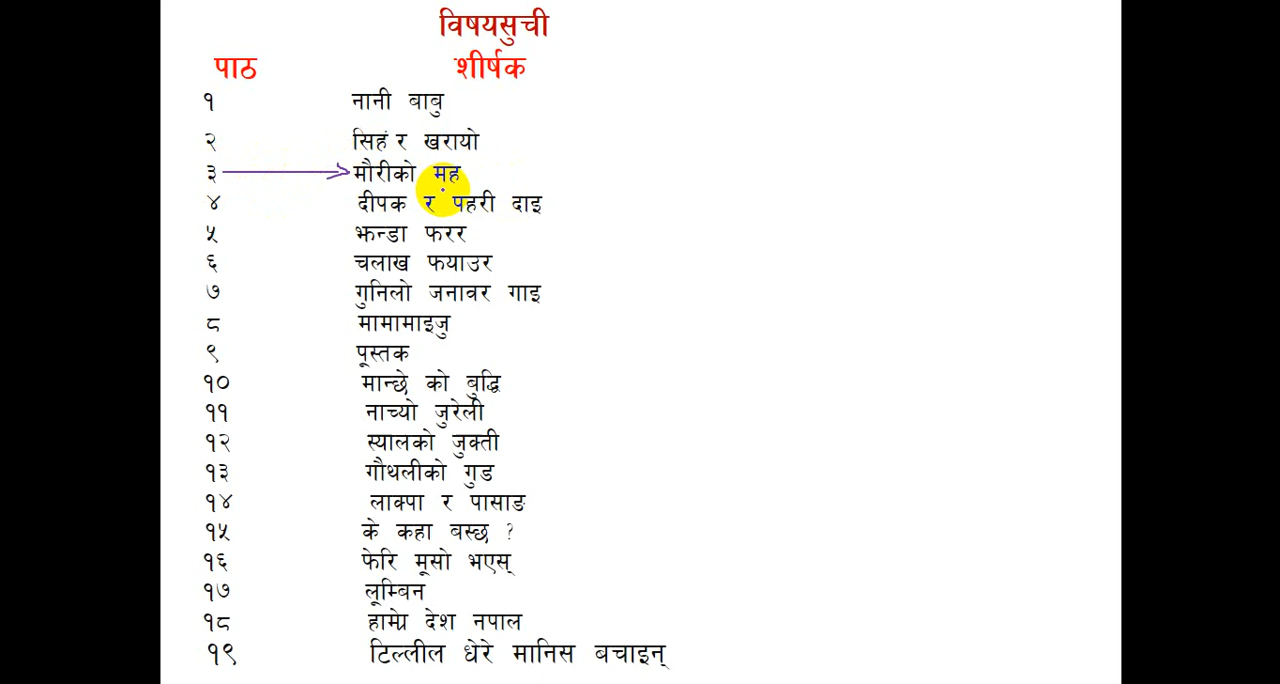 विषयसुची
पाठ शीर्षक
१ नानी बाबु
२ सिहं र खरायो
३ मौरीको मह
४ दीपक र पहरी दाइ
५ झन्डा फरर
६ चलाख फयाउर
७ गुनिलो जनावर गाइ
८ मामामाइजु
९ पूस्तक
१० मान्छे को बुद्धि
११ नाच्यो जुरेली
१२ स्यालको जुक्ती
१३ गौथलीको गुड
१४ लाक्पा र पासाङ
१५ के कहा बस्छ ?
१६ फेरि मूसो भएस्
१७ लूम्बिन
१८ हाम्रो देश नपाल
१९ टिल्लील धेरे मानिस बचाइन्